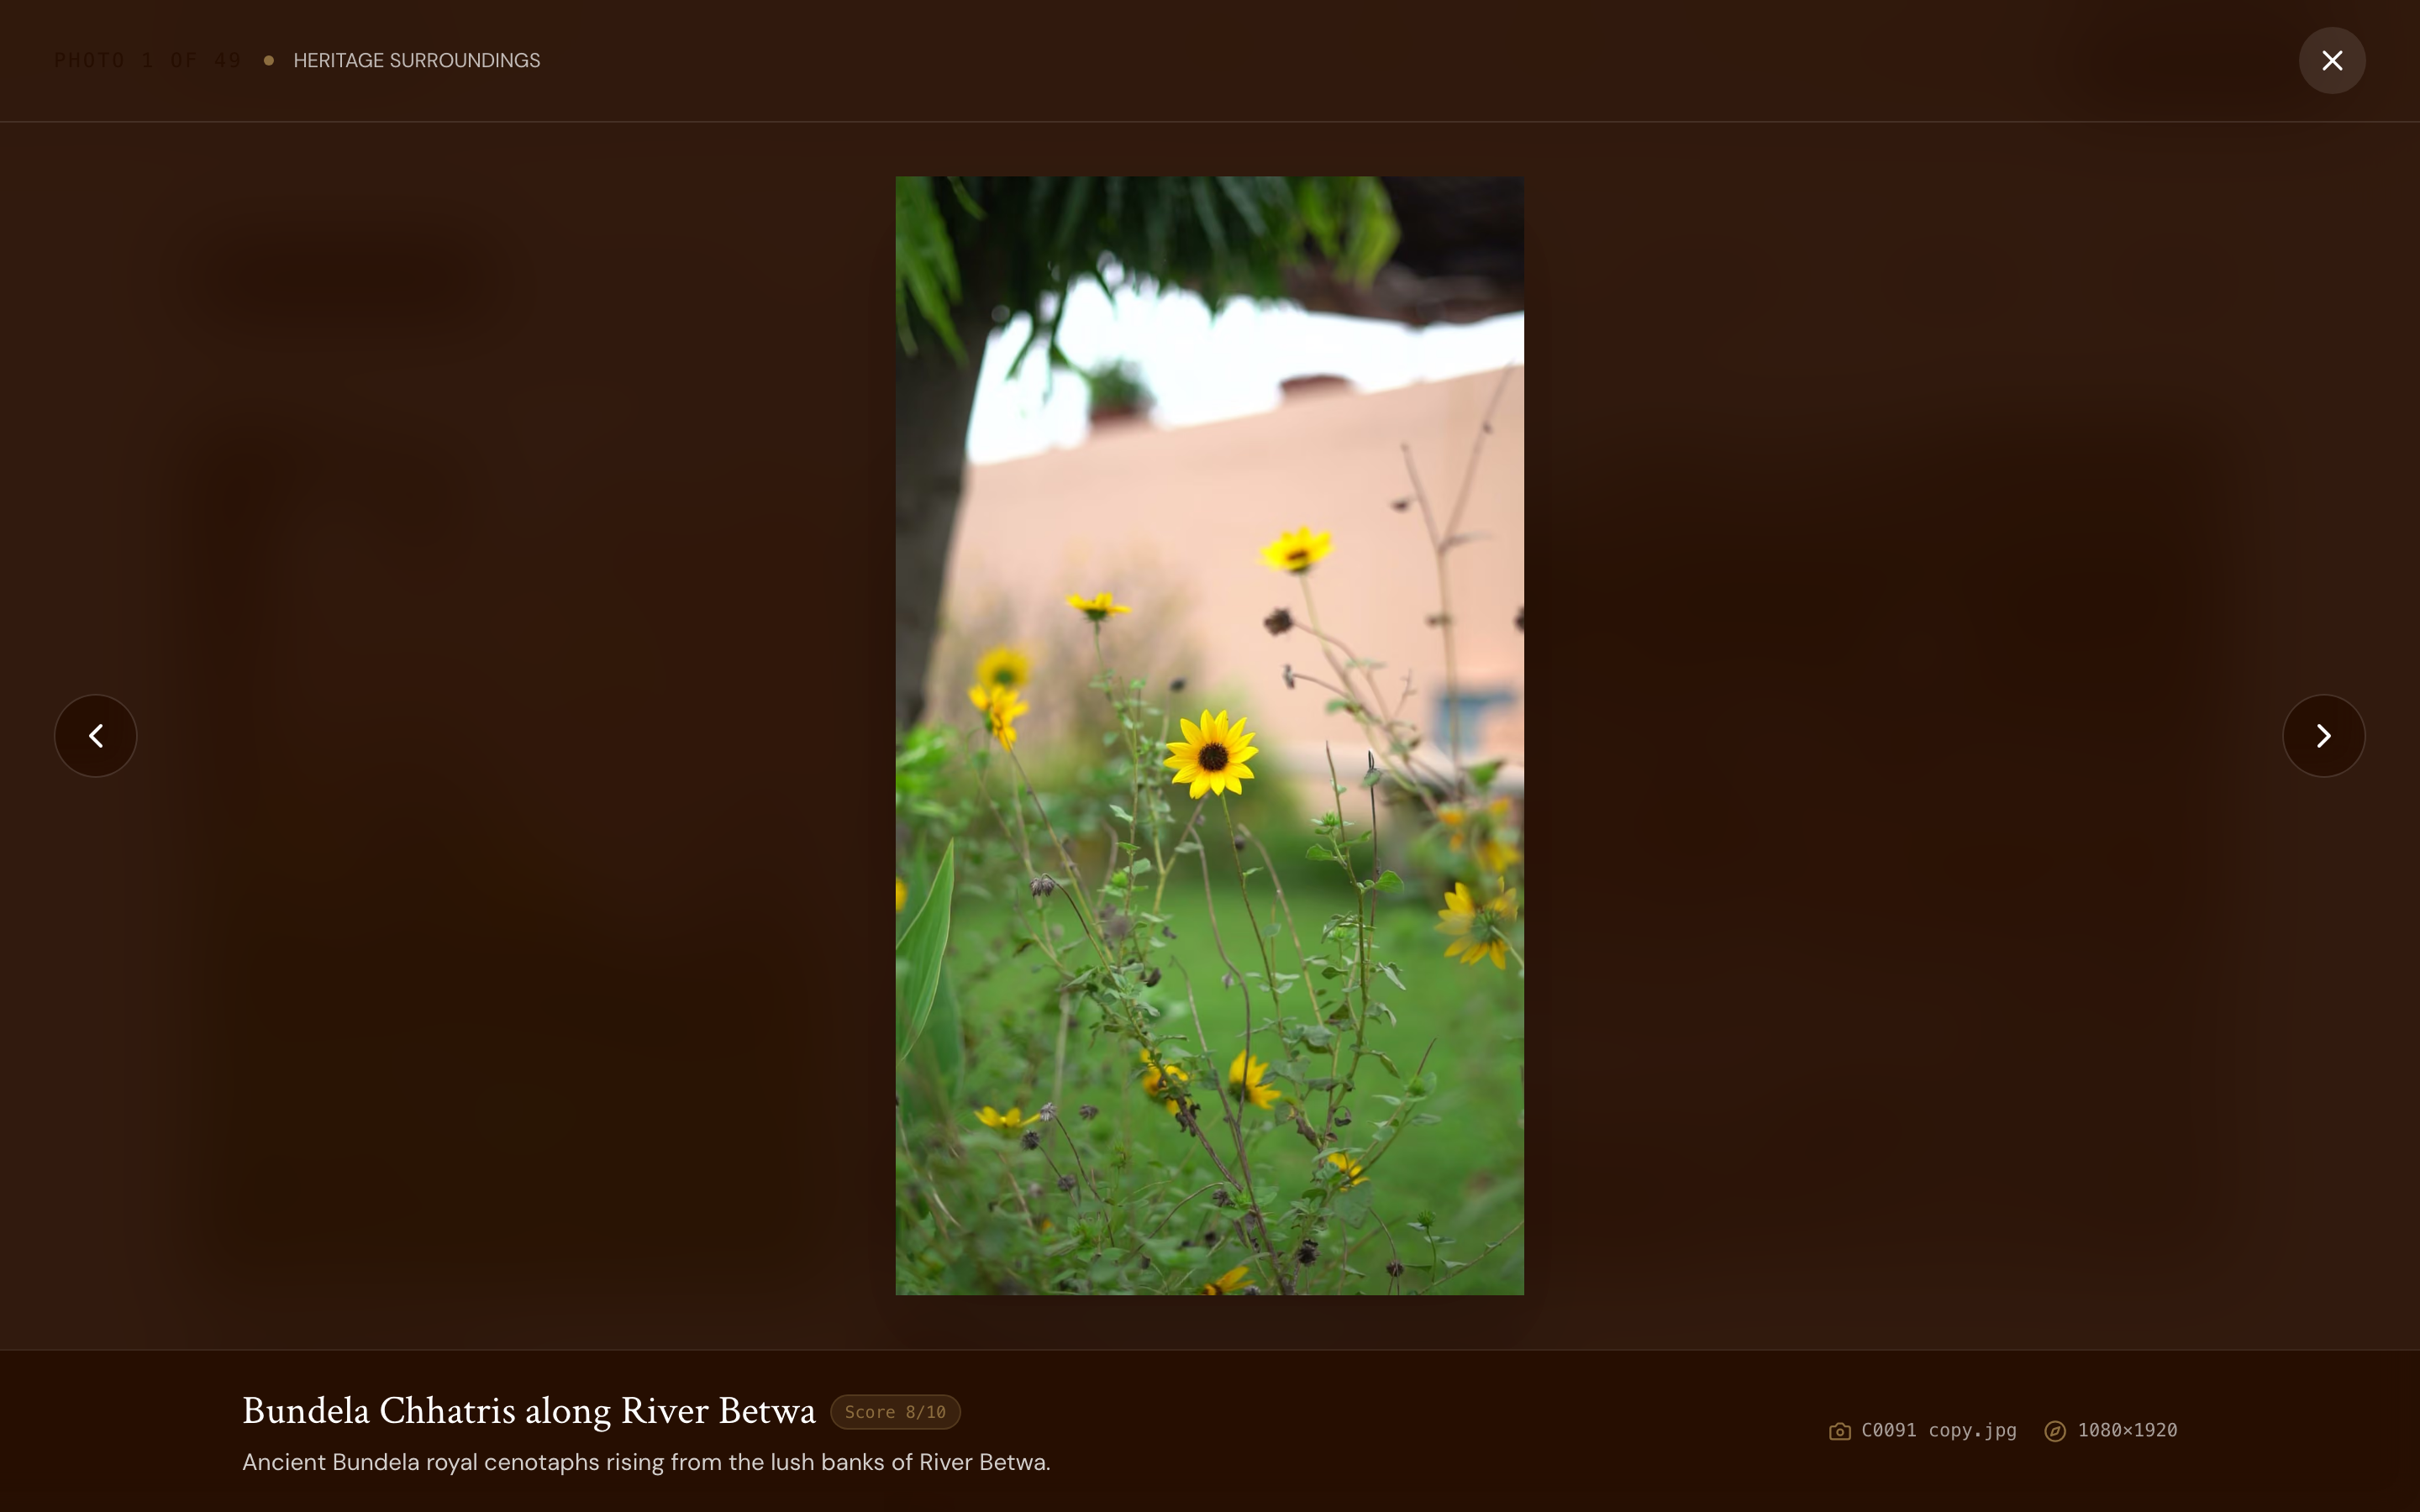 PHOTO 1 OF 49 • HERITAGE SURROUNDINGS
Bundela Chhatris along River Betwa
Score 8/10
Ancient Bundela royal cenotaphs rising from the lush banks of River Betwa.
C0091 copy.jpg
1080×1920